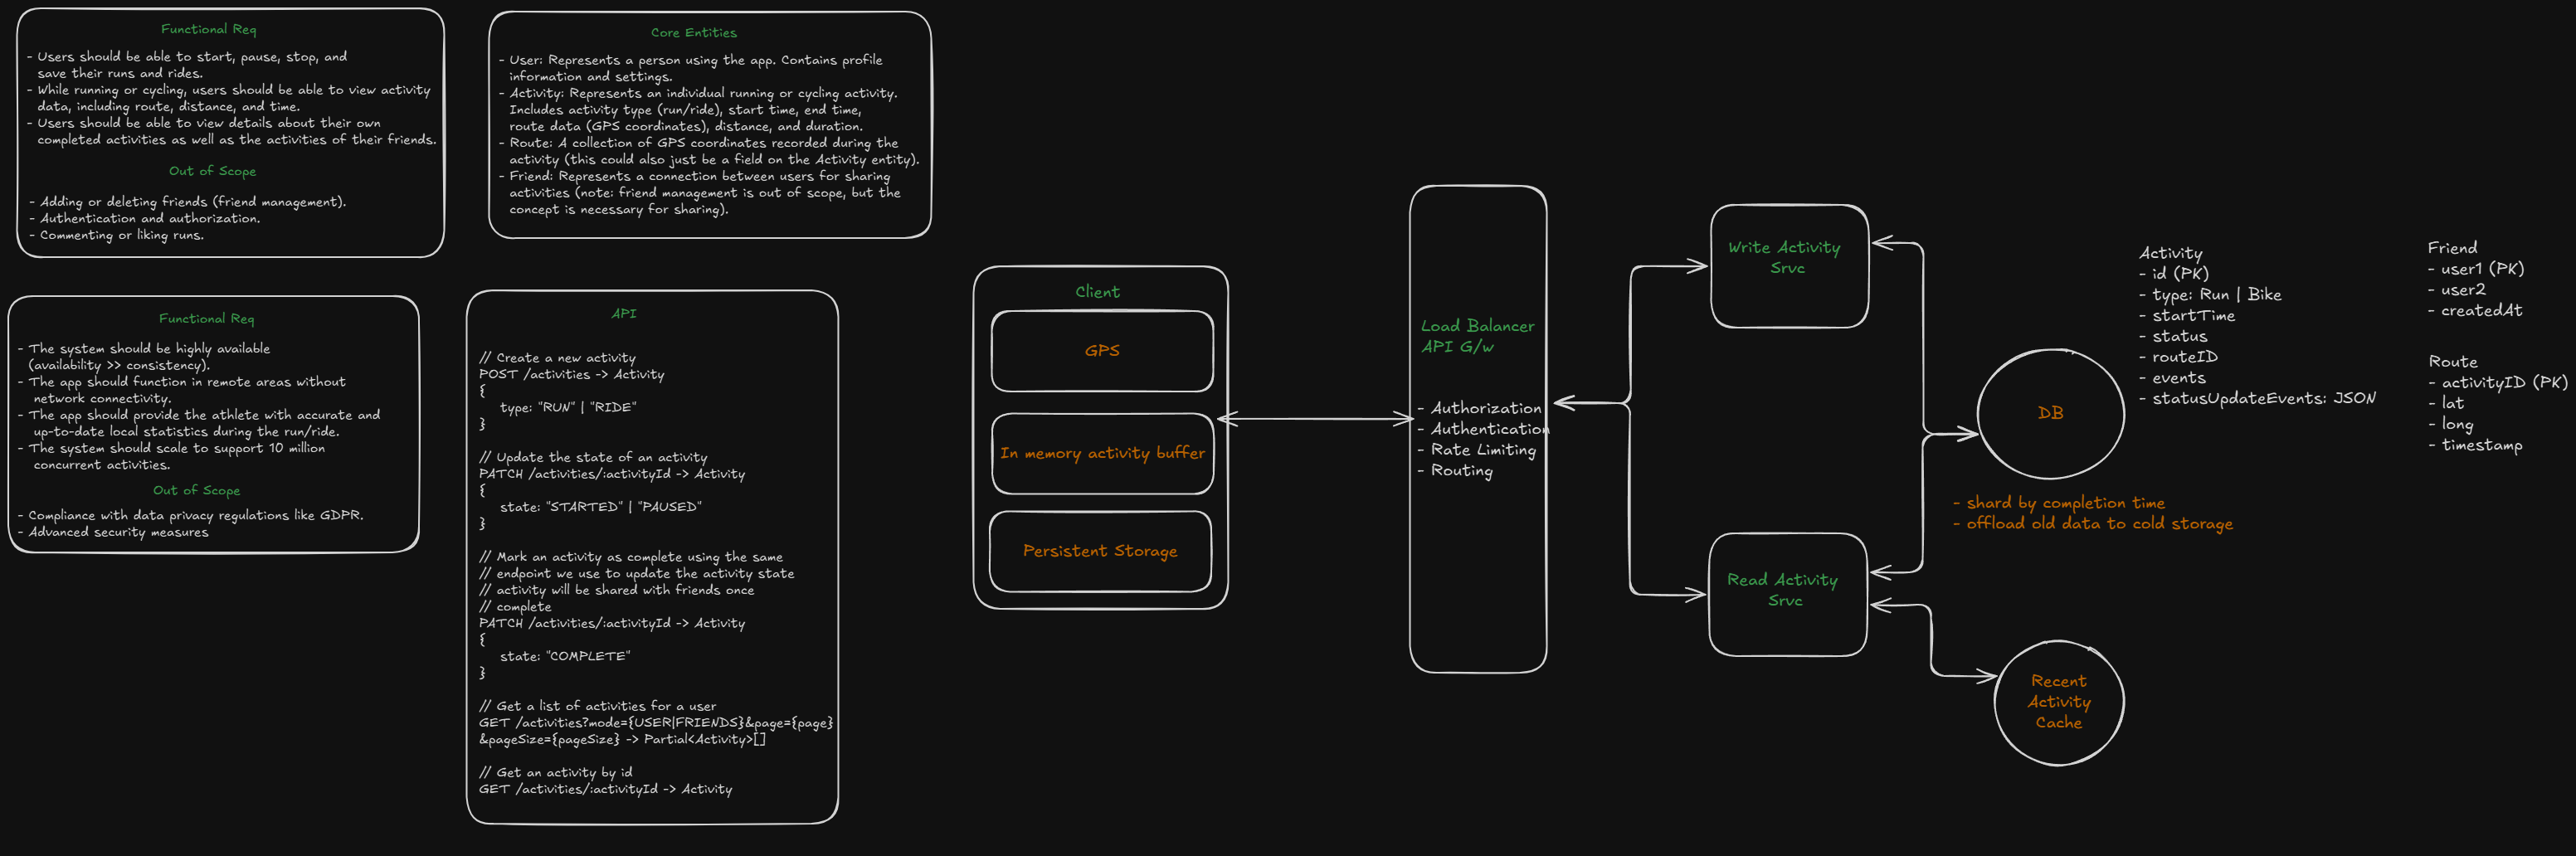 Functional Req
- Users should be able to start, pause, stop, and
save their runs and rides.
- While running or cycling, users should be able to view activity
data, including route, distance, and time.
- Users should be able to view details about their own
completed activities as well as the activities of their friends.
Out of Scope
- Adding or deleting friends (friend management).
- Authentication and authorization.
- Commenting or liking runs.
Core Entities
- User: Represents a person using the app. Contains profile
information and settings.
- Activity: Represents an individual running or cycling activity.
Includes activity type (run/ride), start time, end time,
route data (GPS coordinates), distance, and duration.
- Route: A collection of GPS coordinates recorded during the
activity (this could also just be a field on the Activity entity).
- Friend: Represents a connection between users for sharing
activities (note: friend management is out of scope, but the
concept is necessary for sharing).
Functional Req
- The system should be highly available
(availability >> consistency).
- The app should function in remote areas without
network connectivity.
- The app should provide the athlete with accurate and
up-to-date local statistics during the run/ride.
- The system should scale to support 10 million
concurrent activities.
Out of Scope
- Compliance with data privacy regulations like GDPR.
- Advanced security measures
API
// Create a new activity
POST /activities -> Activity
{
type: "RUN" | "RIDE"
}
// Update the state of an activity
PATCH /activities/:activityId -> Activity
{
state: "STARTED" | "PAUSED"
}
// Mark an activity as complete using the same
// endpoint we use to update the activity state
// activity will be shared with friends once
// complete
PATCH /activities/:activityId -> Activity
{
state: "COMPLETE"
}
// Get a list of activities for a user
GET /activities?mode={USER|FRIENDS}&page={page}
&pageSize={pageSize} -> Partial<Activity>[]
// Get an activity by id
GET /activities/:activityId -> Activity
Client
GPS
In memory activity buffer
Persistent Storage
Load Balancer
API G/w
- Authorization
- Authentication
- Rate Limiting
- Routing
Write Activity
Srvc
Read Activity
Srvc
DB
- shard by completion time
- offload old data to cold storage
Recent
Activity
Cache
Activity
- id (PK)
- type: Run | Bike
- startTime
- status
- routeID
- events
- statusUpdateEvents: JSON
Friend
- user1 (PK)
- user2
- createdAt
Route
- activityID (PK)
- lat
- long
- timestamp